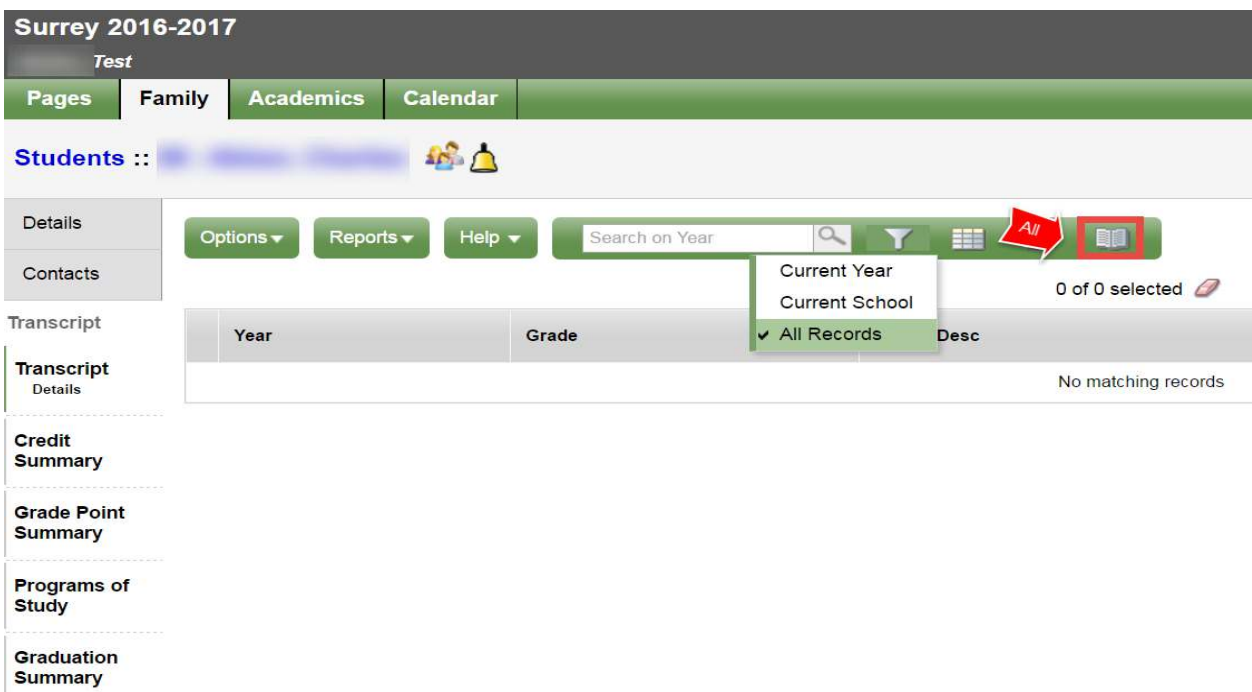 Surrey 2016-2017
Test
Pages Family Academics Calendar
Students ::
Details
Contacts
Transcript
Transcript
Details
Credit
Summary
Grade Point
Summary
Programs of
Study
Graduation
Summary
Options Reports Help Search on Year All
Current Year
Current School
All Records
0 of 0 selected
Year Grade Desc
No matching records